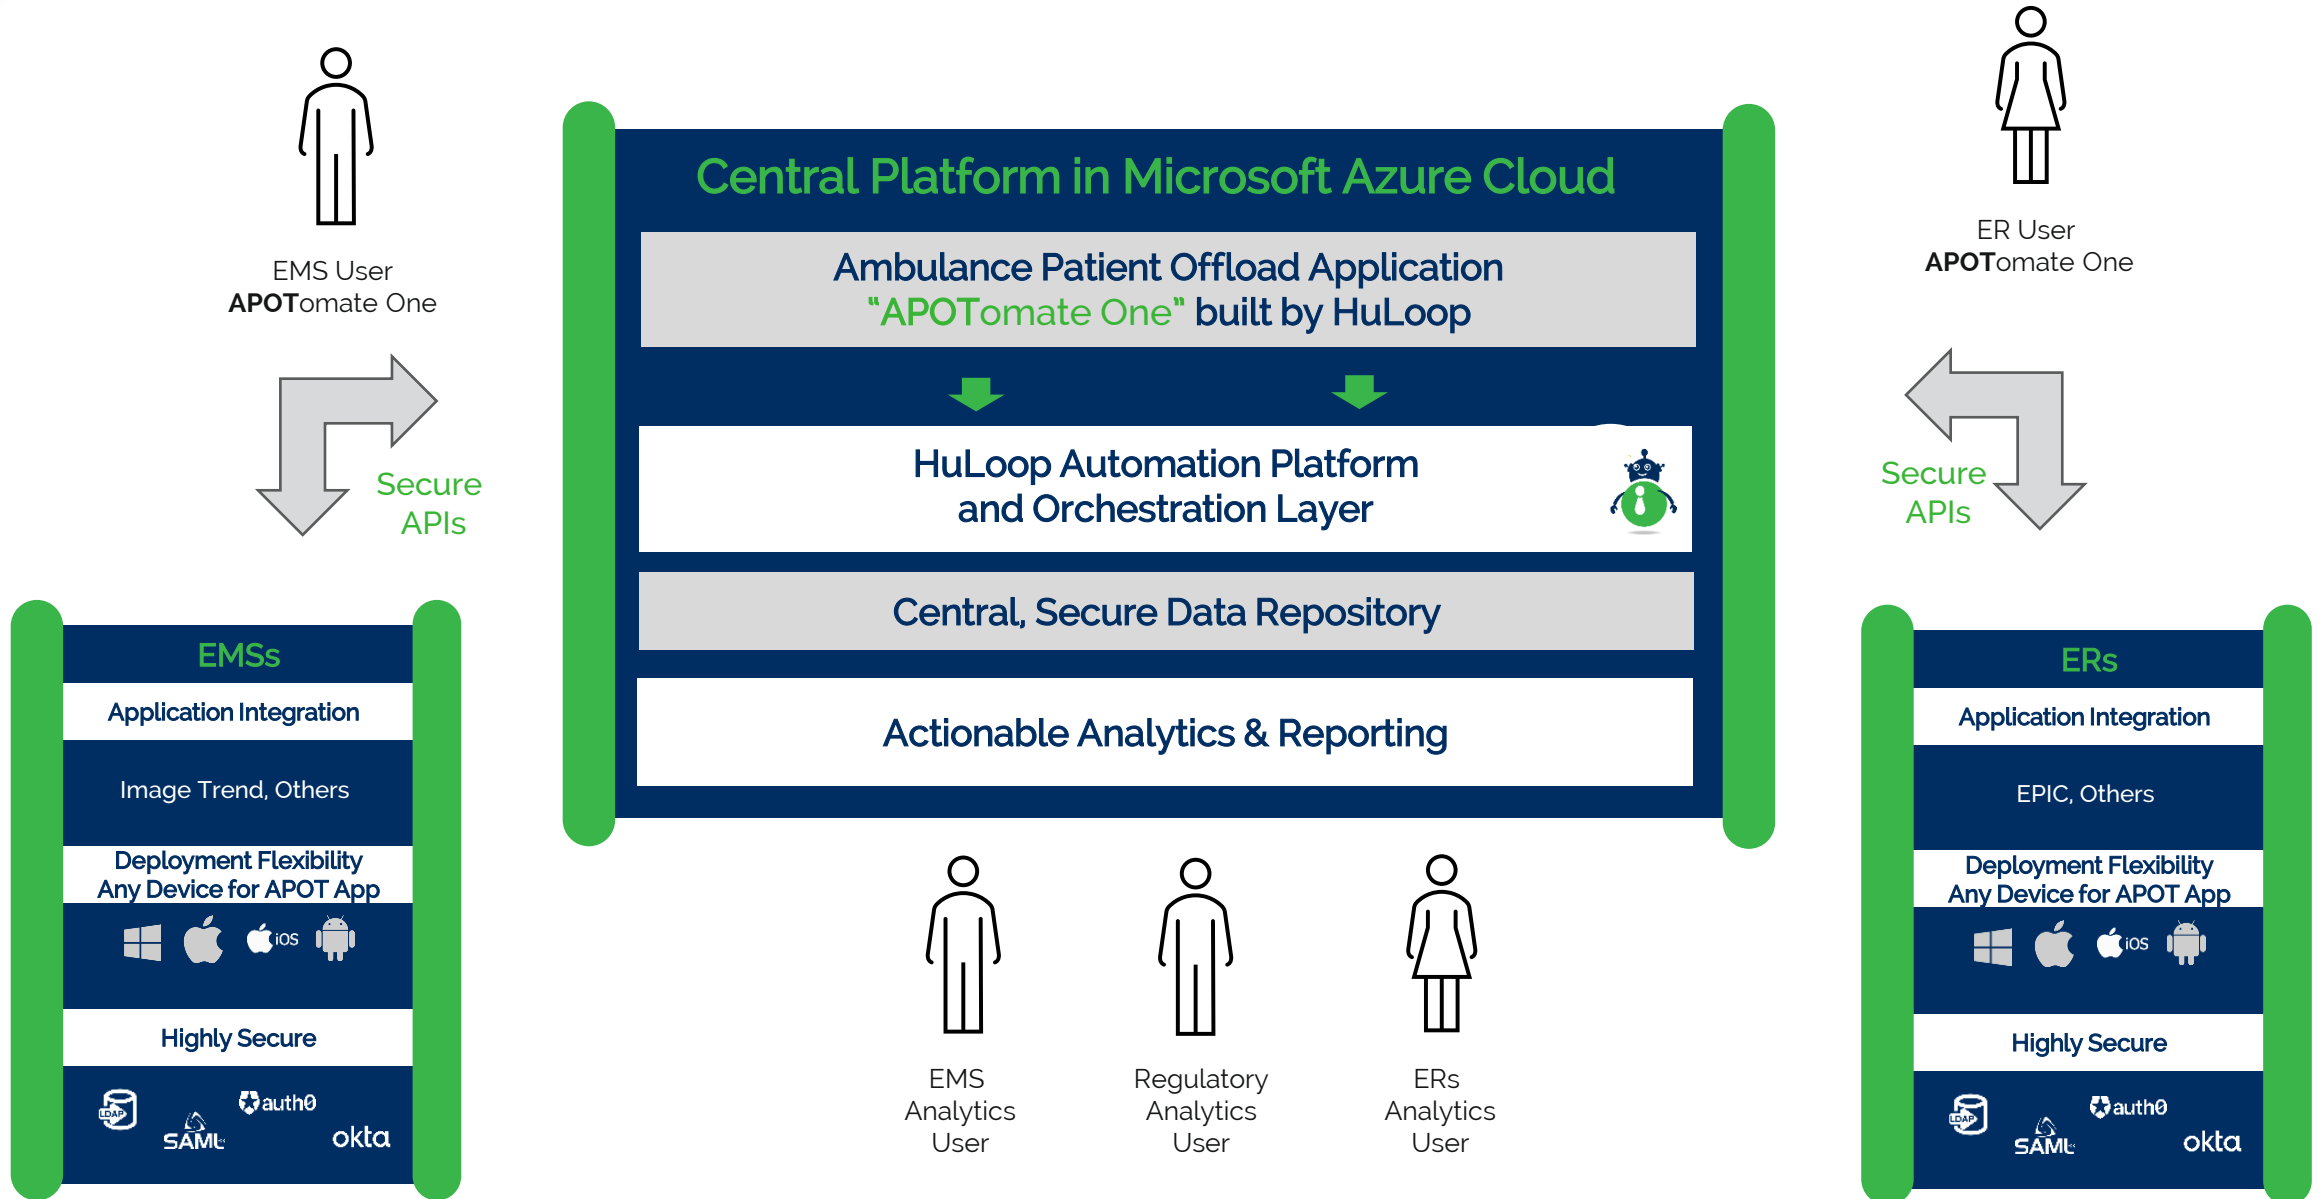 EMS User
APOTomate One
Secure
APIs
EMSs
Application Integration
Image Trend, Others
Deployment Flexibility
Any Device for APOT App
iOS
Highly Secure
LDAP
SAML
auth0
okta
Central Platform in Microsoft Azure Cloud
Ambulance Patient Offload Application
“APOTomate One” built by HuLoop
HuLoop Automation Platform
and Orchestration Layer
Central, Secure Data Repository
Actionable Analytics & Reporting
EMS
Analytics
User
Regulatory
Analytics
User
ERs
Analytics
User
ER User
APOTomate One
Secure
APIs
ERs
Application Integration
EPIC, Others
Deployment Flexibility
Any Device for APOT App
iOS
Highly Secure
LDAP
SAML
auth0
okta